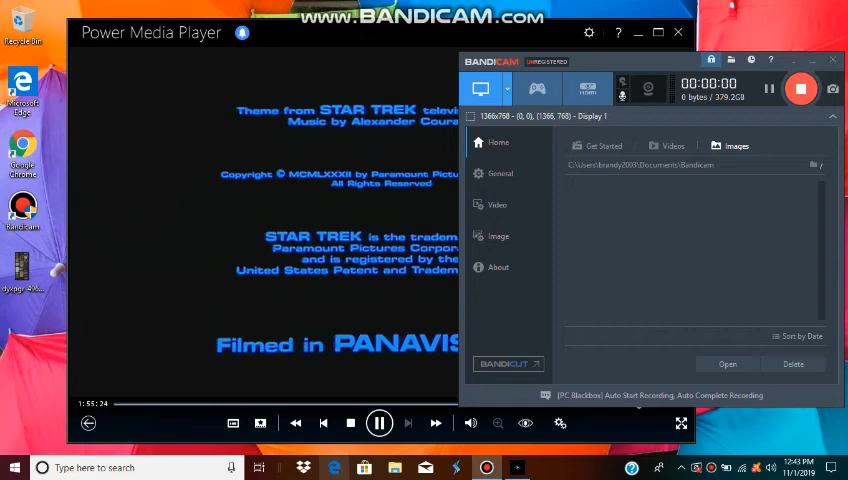 www.BANDICAM.com
Recycle Bin
Microsoft Edge
Google Chrome
Bandicam
dyxpgr-496...
Power Media Player
?
Theme from STAR TREK televi
Music by Alexander Coura
Copyright © MCMLXXXII by Paramount Pictu
All Rights Reserved
STAR TREK is the tradem
Paramount Pictures Corpor
and is registered by the
United States Patent and Tradem
Filmed in PANAVIS
1:55:24
BANDICAM UNREGISTERED
?
HDMI
00:00:00
0 bytes / 379.2GB
1366x768 - (0, 0), (1366, 768) - Display 1
Home
General
Video
Image
About
BANDICUT
Get Started
Videos
Images
C:\Users\brandy2003\Documents\Bandicam
Sort by Date
Open
Delete
[PC Blackbox] Auto Start Recording, Auto Complete Recording
Type here to search
12:43 PM
11/1/2019